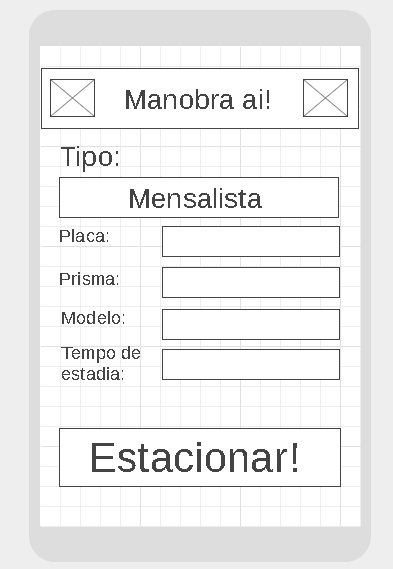 Manobra ai!
Tipo:
Mensalista
Placa:
Prisma:
Modelo:
Tempo de
estadia:
Estacionar!